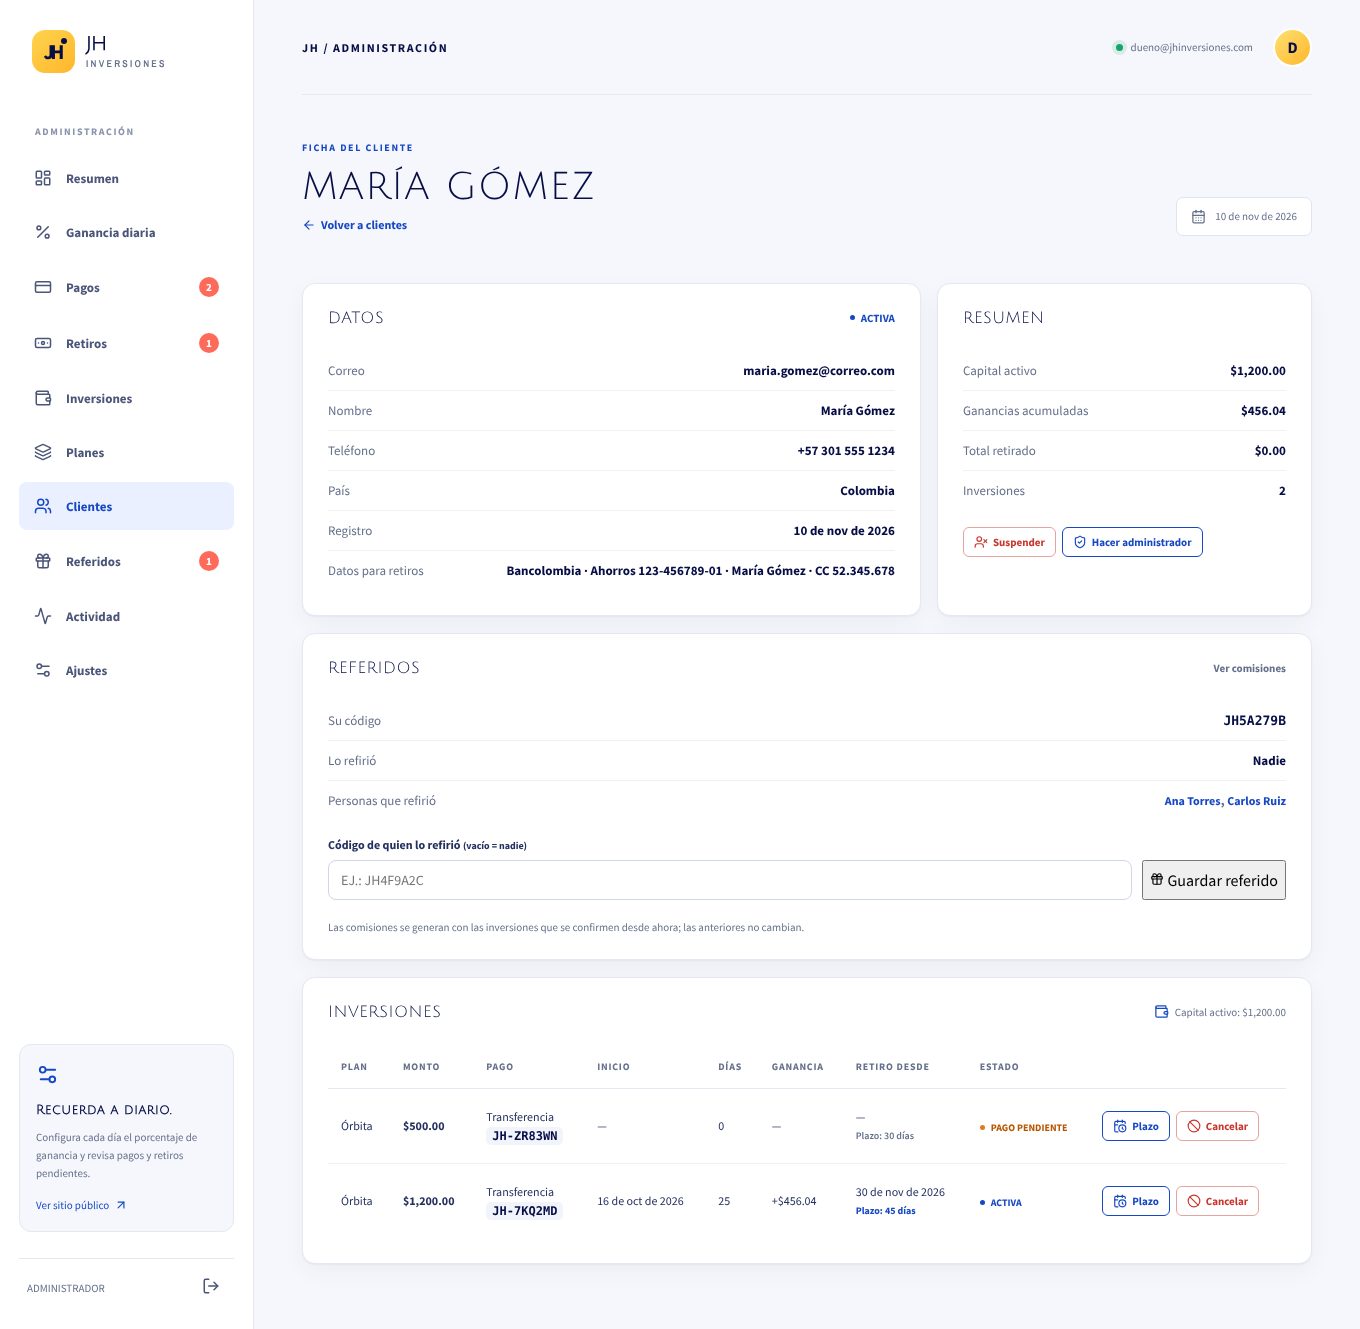 JH
JH
INVERSIONES
JH / ADMINISTRACIÓN
dueno@jhinversiones.com
D
ADMINISTRACIÓN
Resumen
Ganancia diaria
Pagos
2
Retiros
1
Inversiones
Planes
Clientes
Referidos
1
Actividad
Ajustes
RECUERDA A DIARIO.
Configura cada día el porcentaje de
ganancia y revisa pagos y retiros
pendientes.
Ver sitio público
ADMINISTRADOR
FICHA DEL CLIENTE
MARÍA GÓMEZ
Volver a clientes
10 de nov de 2026
DATOS
ACTIVA
Correo
maria.gomez@correo.com
Nombre
María Gómez
Teléfono
+57 301 555 1234
País
Colombia
Registro
10 de nov de 2026
Datos para retiros
Bancolombia · Ahorros 123-456789-01 · María Gómez · CC 52.345.678
RESUMEN
Capital activo
$1,200.00
Ganancias acumuladas
$456.04
Total retirado
$0.00
Inversiones
2
Suspender
Hacer administrador
REFERIDOS
Ver comisiones
Su código
JH5A279B
Lo refirió
Nadie
Personas que refirió
Ana Torres, Carlos Ruiz
Código de quien lo refirió (vacío = nadie)
EJ.: JH4F9A2C
Guardar referido
Las comisiones se generan con las inversiones que se confirmen desde ahora; las anteriores no cambian.
INVERSIONES
Capital activo: $1,200.00
PLAN MONTO PAGO INICIO DÍAS GANANCIA RETIRO DESDE ESTADO
Órbita $500.00 Transferencia — 0 — — PAGO PENDIENTE Plazo Cancelar
JH-ZR83WN Plazo: 30 días
Órbita $1,200.00 Transferencia 16 de oct de 2026 25 +$456.04 30 de nov de 2026 ACTIVA Plazo Cancelar
JH-7KQ2MD Plazo: 45 días